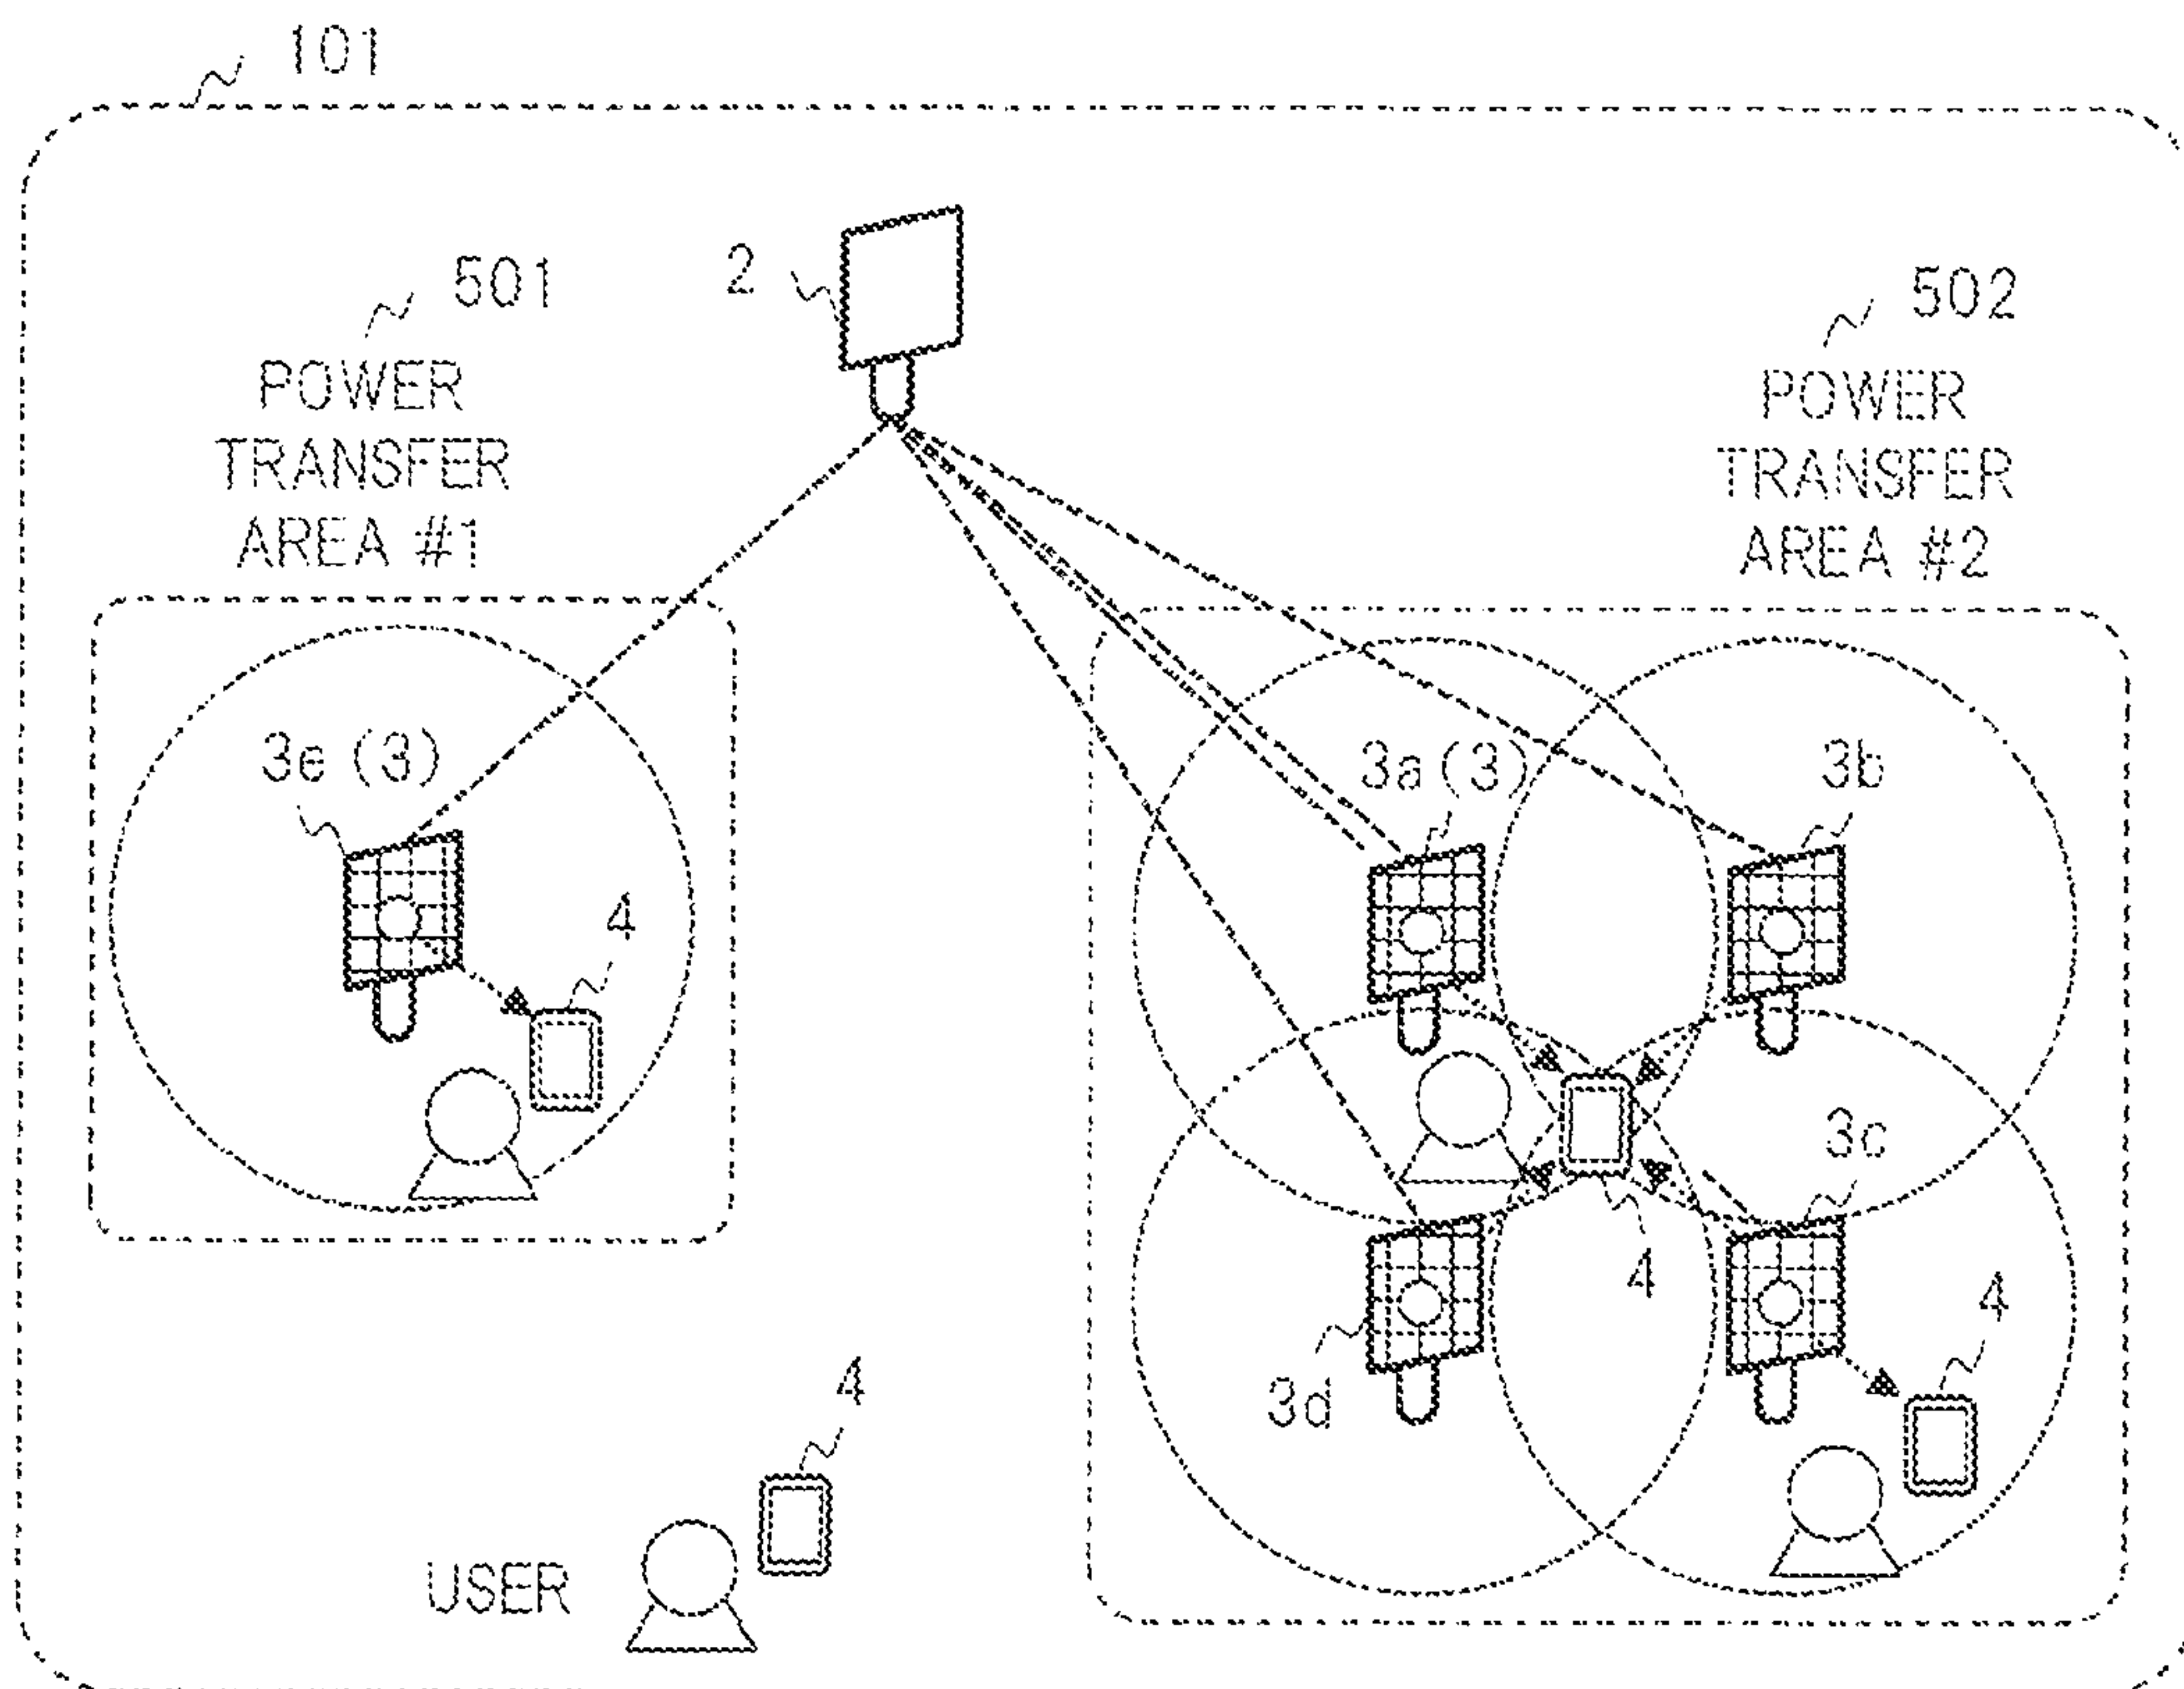 101
501
2
502
POWER
TRANSFER
AREA #1
POWER
TRANSFER
AREA #2
3e (3)
3a (3)
3b
4
3c
4
4
3d
4
USER